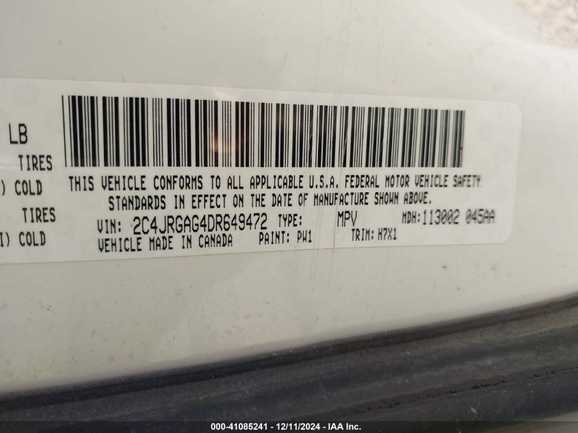 LB
TIRES
) COLD
TIRES
I) COLD
THIS VEHICLE CONFORMS TO ALL APPLICABLE U.S.A. FEDERAL MOTOR VEHICLE SAFETY
STANDARDS IN EFFECT ON THE DATE OF MANUFACTURE SHOWN ABOVE.
VIN: 2C4JRGAG4DR649472 TYPE: MPV MDH: 113002 045AA
VEHICLE MADE IN CANADA PAINT: PW1 TRIM: H7X1
000-41085241 - 12/11/2024 - IAA Inc.